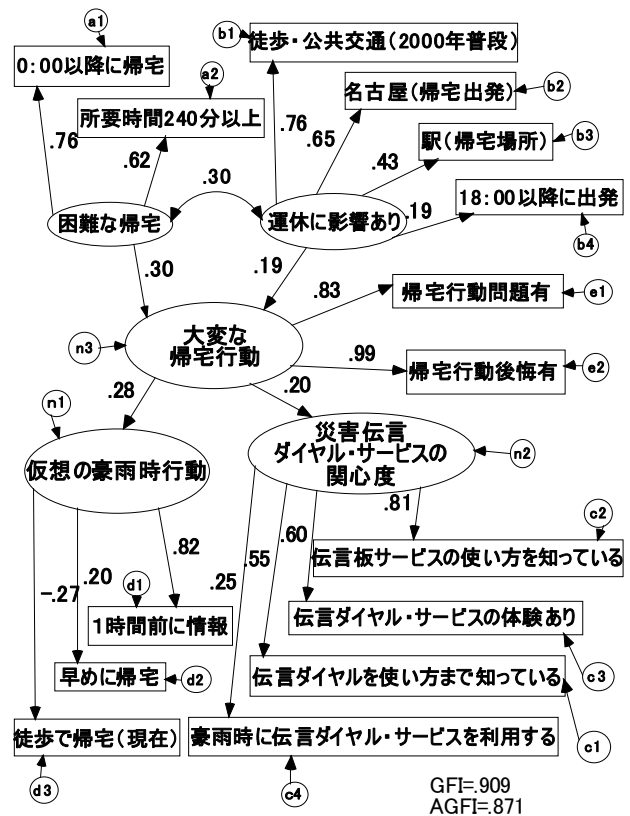 a1
b1
徒歩・公共交通(2000年普段)
0:00以降に帰宅
a2
名古屋(帰宅出発)
b2
所要時間240分以上
.76
.62
.76
.65
駅(帰宅場所)
b3
.43
.30
18:00以降に出発
.19
b4
困難な帰宅
運休に影響あり
.30
.19
.83
帰宅行動問題有
e1
n3
大変な
帰宅行動
.99
帰宅行動後悔有
e2
.28
.20
n1
仮想の豪雨時行動
災害伝言
ダイヤル・サービスの
関心度
n2
.81
c2
.82
.60
.55
伝言板サービスの使い方を知っている
-.27
.20
d1
.25
1時間前に情報
伝言ダイヤル・サービスの体験あり
早めに帰宅
d2
伝言ダイヤルを使い方まで知っている
c3
徒歩で帰宅(現在)
豪雨時に伝言ダイヤル・サービスを利用する
c1
d3
c4
GFI=.909
AGFI=.871